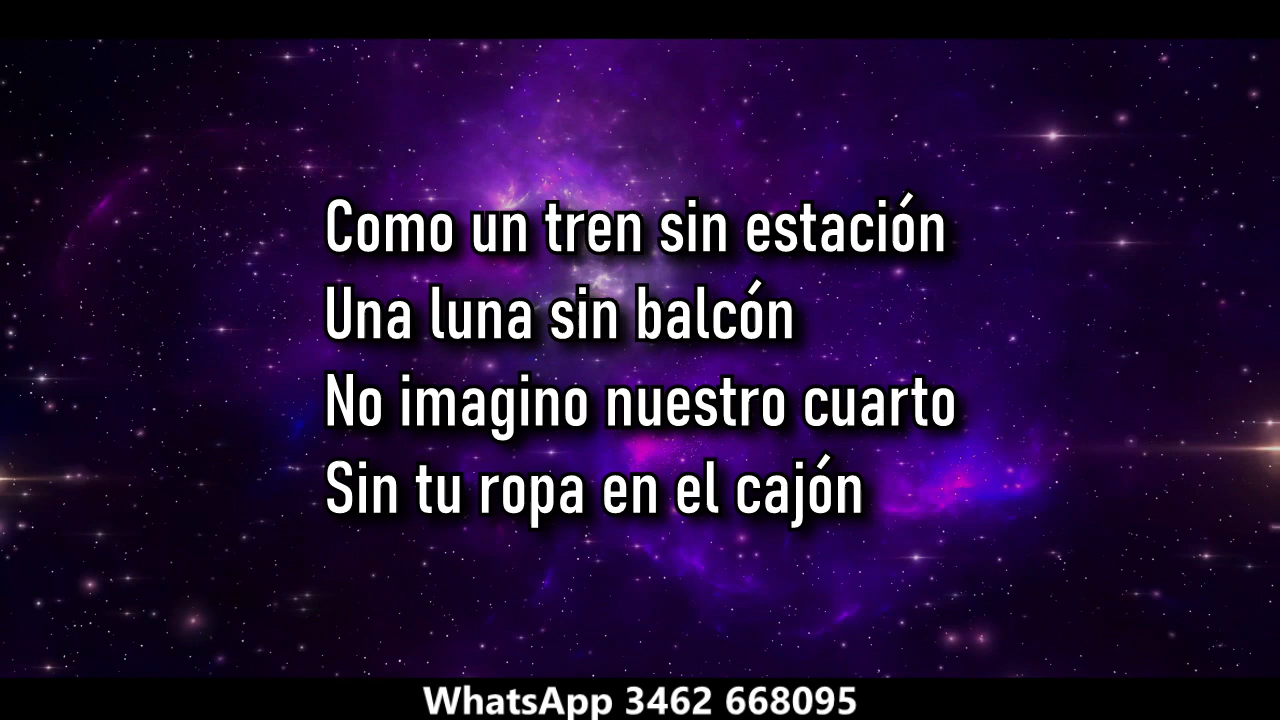 Como un tren sin estación
Una luna sin balcón
No imagino nuestro cuarto
Sin tu ropa en el cajón
WhatsApp 3462 668095